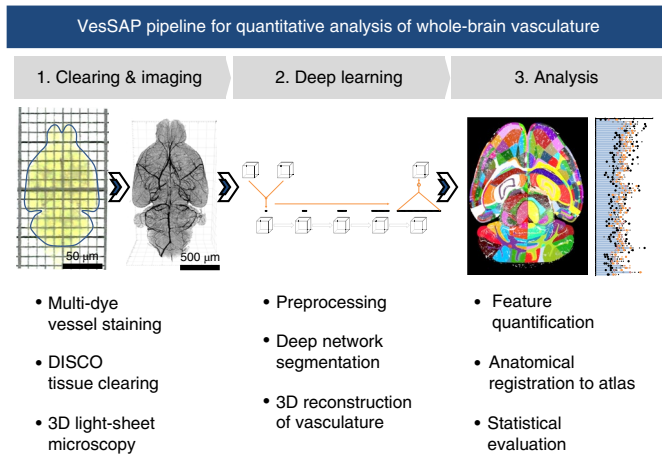 VesSAP pipeline for quantitative analysis of whole-brain vasculature
1. Clearing & imaging
2. Deep learning
3. Analysis
50 µm
500 µm
• Multi-dye
vessel staining
• DISCO
tissue clearing
• 3D light-sheet
microscopy
• Preprocessing
• Deep network
segmentation
• 3D reconstruction
of vasculature
• Feature
quantification
• Anatomical
registration to atlas
• Statistical
evaluation